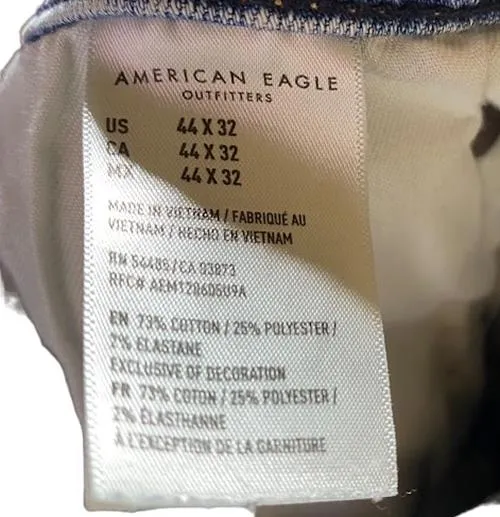 AMERICAN EAGLE
OUTFITTERS
US 44 X 32
CA 44 X 32
MX 44 X 32
MADE IN VIETNAM / FABRIQUÉ AU
VIETNAM / HECHO EN VIETNAM
RN 54485 / CA 03873
RFC# AEM120605U9A
EN 73% COTTON / 25% POLYESTER /
2% ELASTANE
EXCLUSIVE OF DECORATION
FR 73% COTON / 25% POLYESTER /
2% ÉLASTHANNE
À L'EXCEPTION DE LA GARNITURE